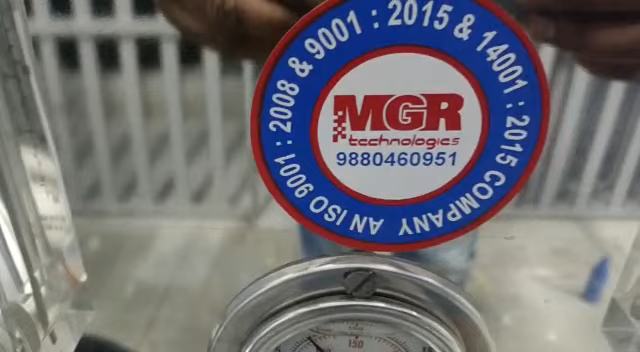 AN ISO 9001 : 2008 & 9001 : 2015 & 14001 : 2015 COMPANY
MGR
technologies
9880460951
150